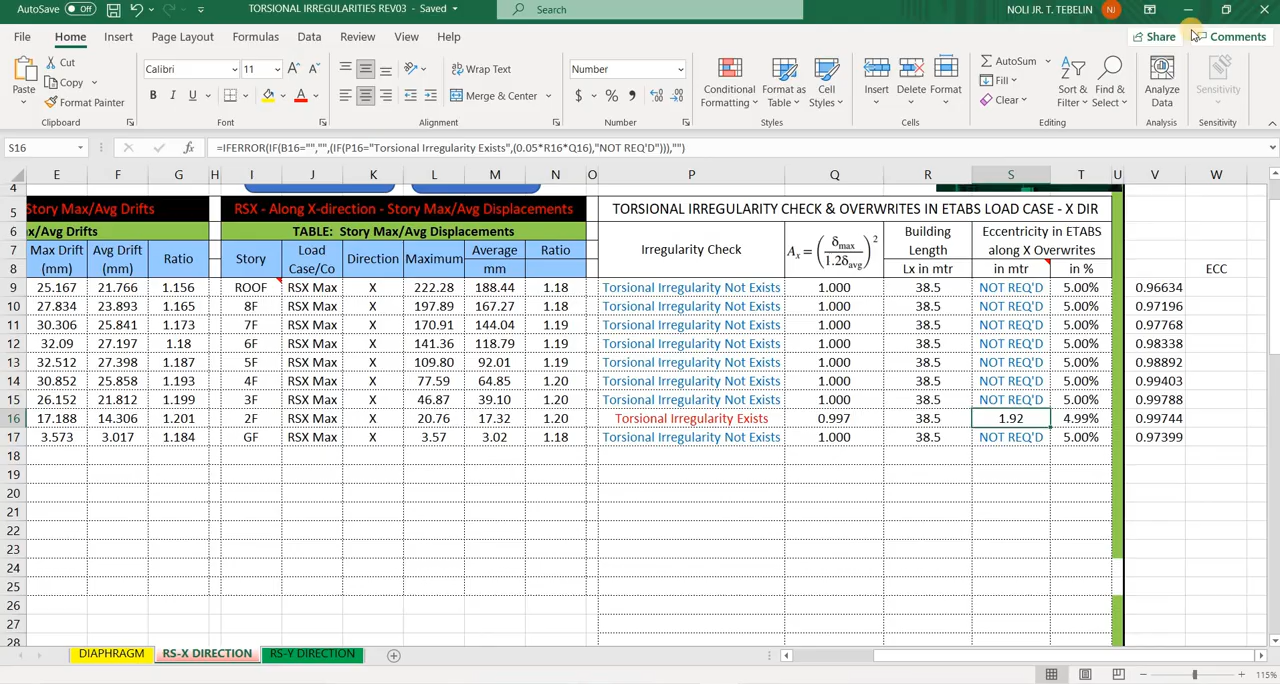 AutoSave Off TORSIONAL IRREGULARITIES REV03 - Saved Search NOLI JR. T. TEBELIN NJ
File Home Insert Page Layout Formulas Data Review View Help Share Comments
Paste Cut Copy Format Painter Calibri 11 B I U Wrap Text Merge & Center Number $ % Conditional Formatting Format as Table Cell Styles Insert Delete Format AutoSum Fill Clear Sort & Filter Find & Select Analyze Data Sensitivity
Clipboard Font Alignment Number Styles Cells Editing Analysis Sensitivity
S16 fx =IFERROR(IF(B16="","",(IF(P16="Torsional Irregularity Exists",(0.05*R16*Q16),"NOT REQ'D"))),"")
E F G H I J K L M N O P Q R S T U V W
4
5 Story Max/Avg Drifts RSX - Along X-direction - Story Max/Avg Displacements TORSIONAL IRREGULARITY CHECK & OVERWRITES IN ETABS LOAD CASE - X DIR
6 x/Avg Drifts TABLE: Story Max/Avg Displacements Building Eccentricity in ETABS
7 Max Drift Avg Drift Ratio Story Load Direction Maximum Average Ratio Irregularity Check Ax = (δmax / 1.2δavg)² Length along X Overwrites
8 (mm) (mm) Case/Co mm Lx in mtr in mtr in % ECC
9 25.167 21.766 1.156 ROOF RSX Max X 222.28 188.44 1.18 Torsional Irregularity Not Exists 1.000 38.5 NOT REQ'D 5.00% 0.96634
10 27.834 23.893 1.165 8F RSX Max X 197.89 167.27 1.18 Torsional Irregularity Not Exists 1.000 38.5 NOT REQ'D 5.00% 0.97196
11 30.306 25.841 1.173 7F RSX Max X 170.91 144.04 1.19 Torsional Irregularity Not Exists 1.000 38.5 NOT REQ'D 5.00% 0.97768
12 32.09 27.197 1.18 6F RSX Max X 141.36 118.79 1.19 Torsional Irregularity Not Exists 1.000 38.5 NOT REQ'D 5.00% 0.98338
13 32.512 27.398 1.187 5F RSX Max X 109.80 92.01 1.19 Torsional Irregularity Not Exists 1.000 38.5 NOT REQ'D 5.00% 0.98892
14 30.852 25.858 1.193 4F RSX Max X 77.59 64.85 1.20 Torsional Irregularity Not Exists 1.000 38.5 NOT REQ'D 5.00% 0.99403
15 26.152 21.812 1.199 3F RSX Max X 46.87 39.10 1.20 Torsional Irregularity Not Exists 1.000 38.5 NOT REQ'D 5.00% 0.99788
16 17.188 14.306 1.201 2F RSX Max X 20.76 17.32 1.20 Torsional Irregularity Exists 0.997 38.5 1.92 4.99% 0.99744
17 3.573 3.017 1.184 GF RSX Max X 3.57 3.02 1.18 Torsional Irregularity Not Exists 1.000 38.5 NOT REQ'D 5.00% 0.97399
18
19
20
21
22
23
24
25
26
27
28
DIAPHRAGM RS-X DIRECTION RS-Y DIRECTION
115%